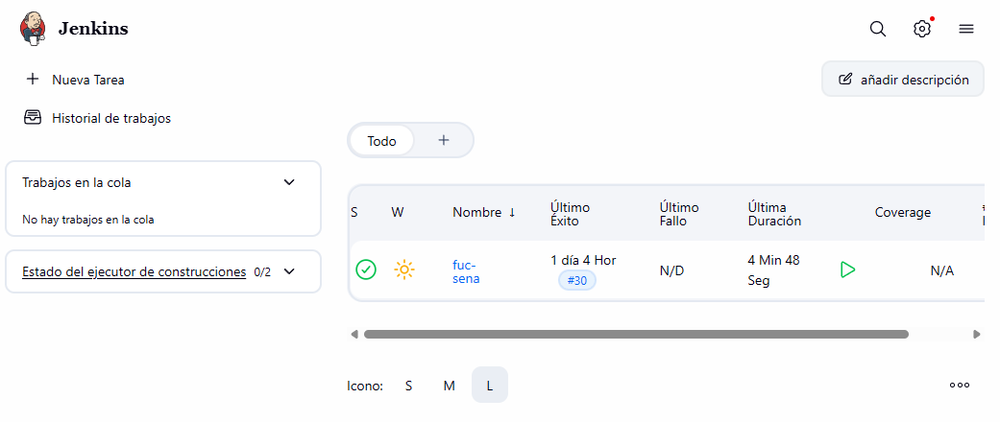 Jenkins
Nueva Tarea
añadir descripción
Historial de trabajos
Todo
Trabajos en la cola
No hay trabajos en la cola
Estado del ejecutor de construcciones 0/2
S W Nombre ↓ Último Éxito Último Fallo Última Duración Coverage
fuc-sena 1 día 4 Hor #30 N/D 4 Min 48 Seg N/A
Icono: S M L